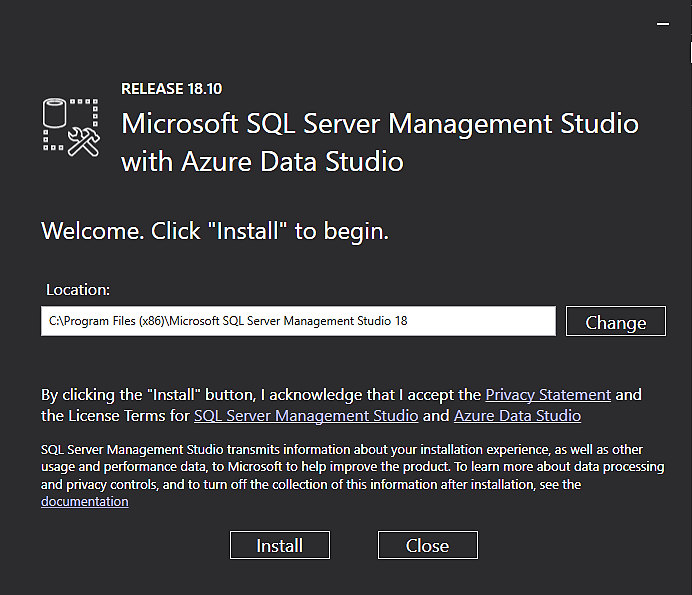 RELEASE 18.10
Microsoft SQL Server Management Studio
with Azure Data Studio
Welcome. Click "Install" to begin.
Location:
C:\Program Files (x86)\Microsoft SQL Server Management Studio 18
Change
By clicking the "Install" button, I acknowledge that I accept the Privacy Statement and
the License Terms for SQL Server Management Studio and Azure Data Studio
SQL Server Management Studio transmits information about your installation experience, as well as other
usage and performance data, to Microsoft to help improve the product. To learn more about data processing
and privacy controls, and to turn off the collection of this information after installation, see the
documentation
Install
Close